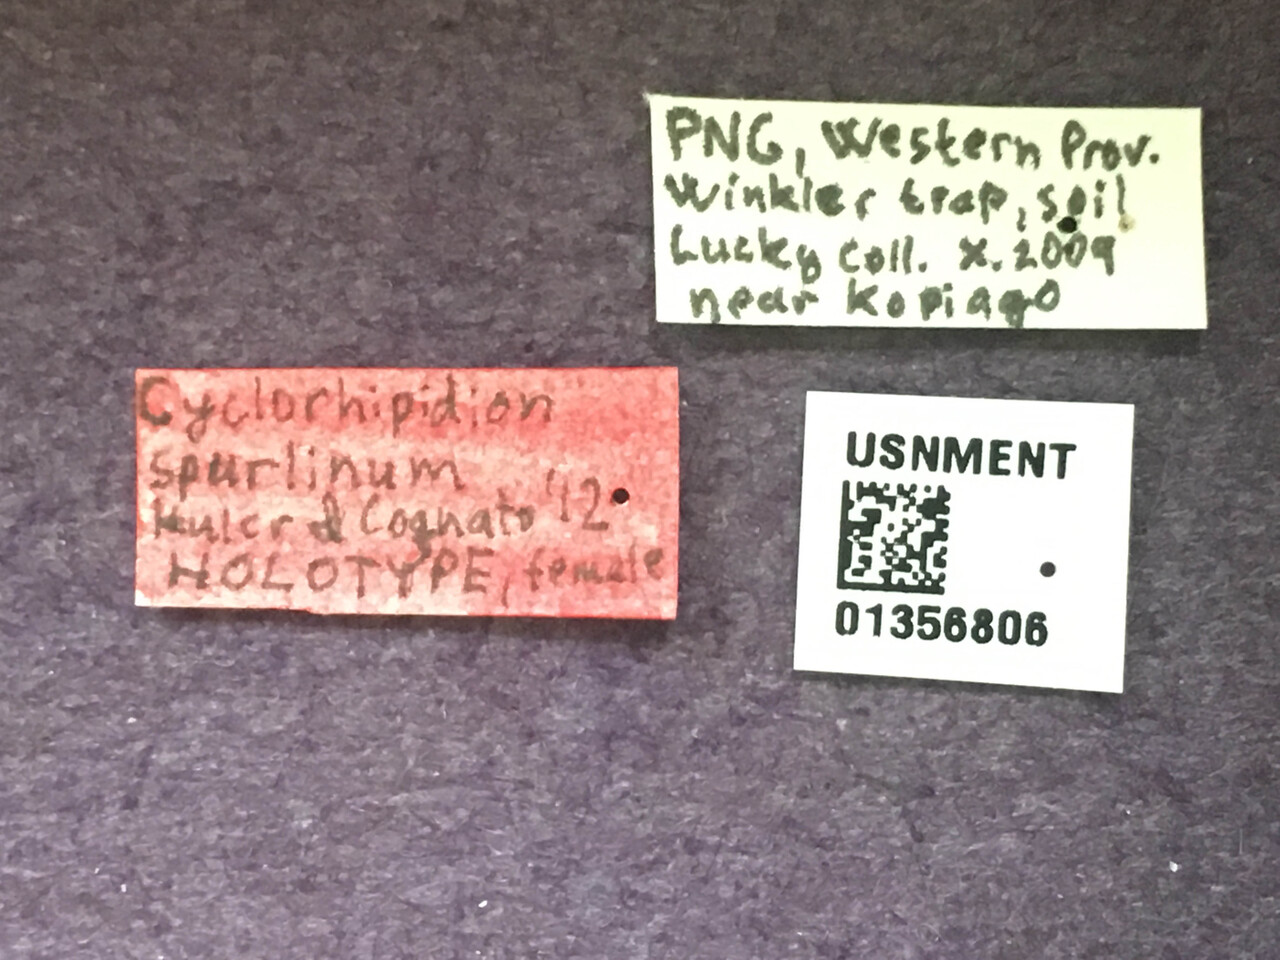 PNG, Western Prov.
Winkler trap, soil
Lucky coll. X.2009
near Kopiago
Cyclorhipidion
spurlinum
Hulcr & Cognato '12
HOLOTYPE, female
USNMENT
01356806